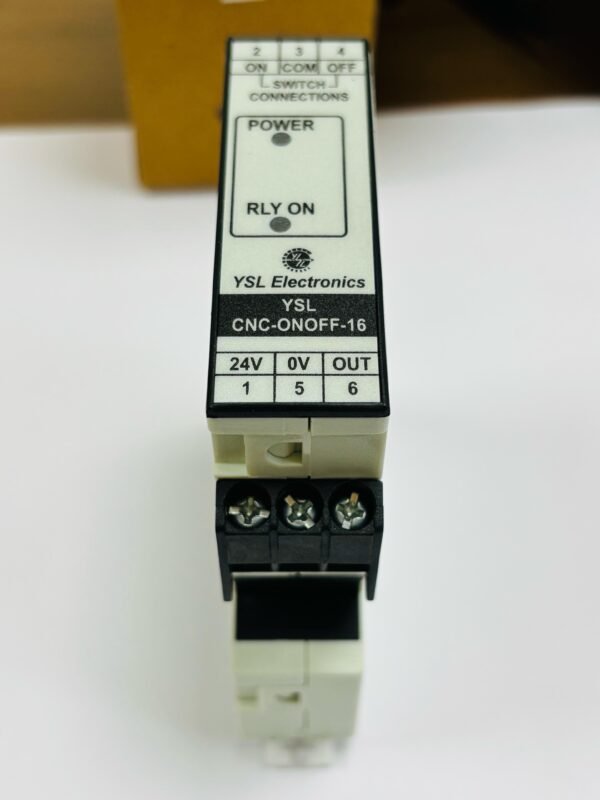 2 3 4
ON COM OFF
SWITCH
CONNECTIONS
POWER
RLY ON
YSL Electronics
YSL
CNC-ONOFF-16
24V 0V OUT
1 5 6